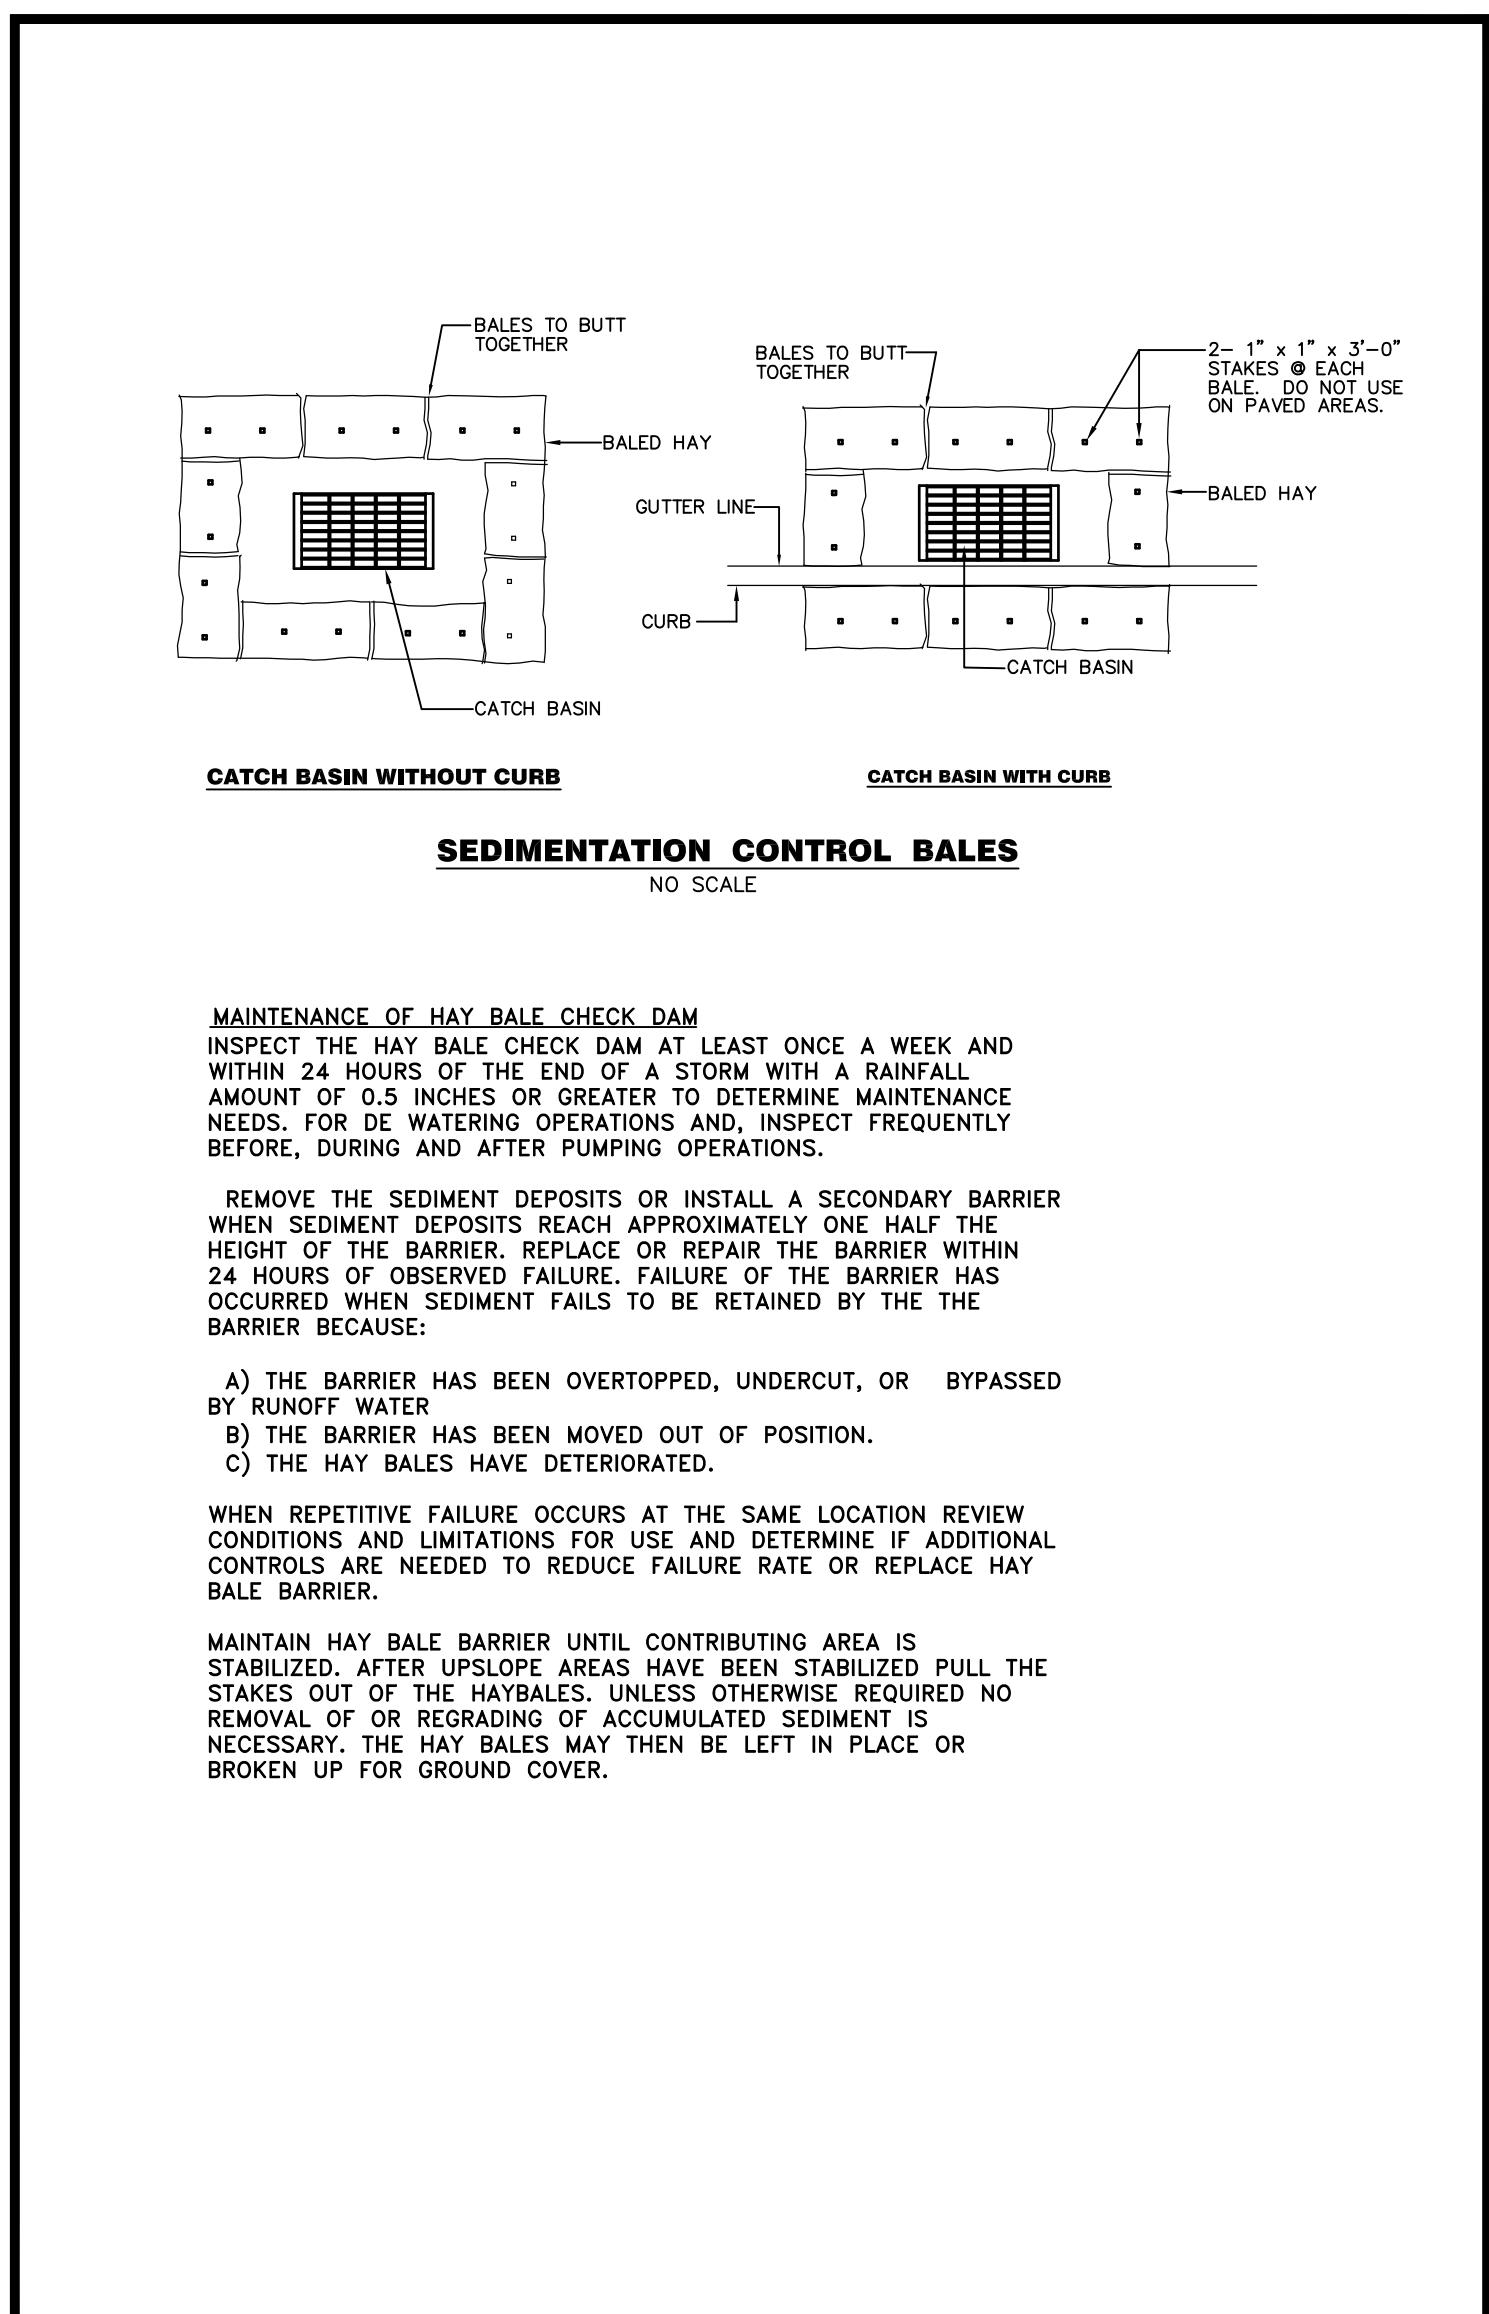 BALES TO BUTT
TOGETHER
BALED HAY
CATCH BASIN
CATCH BASIN WITHOUT CURB
BALES TO BUTT
TOGETHER
2- 1" x 1" x 3'-0"
STAKES @ EACH
BALE. DO NOT USE
ON PAVED AREAS.
BALED HAY
GUTTER LINE
CURB
CATCH BASIN
CATCH BASIN WITH CURB
SEDIMENTATION CONTROL BALES
NO SCALE
MAINTENANCE OF HAY BALE CHECK DAM
INSPECT THE HAY BALE CHECK DAM AT LEAST ONCE A WEEK AND
WITHIN 24 HOURS OF THE END OF A STORM WITH A RAINFALL
AMOUNT OF 0.5 INCHES OR GREATER TO DETERMINE MAINTENANCE
NEEDS. FOR DE WATERING OPERATIONS AND, INSPECT FREQUENTLY
BEFORE, DURING AND AFTER PUMPING OPERATIONS.
REMOVE THE SEDIMENT DEPOSITS OR INSTALL A SECONDARY BARRIER
WHEN SEDIMENT DEPOSITS REACH APPROXIMATELY ONE HALF THE
HEIGHT OF THE BARRIER. REPLACE OR REPAIR THE BARRIER WITHIN
24 HOURS OF OBSERVED FAILURE. FAILURE OF THE BARRIER HAS
OCCURRED WHEN SEDIMENT FAILS TO BE RETAINED BY THE THE
BARRIER BECAUSE:
A) THE BARRIER HAS BEEN OVERTOPPED, UNDERCUT, OR BYPASSED
BY RUNOFF WATER
B) THE BARRIER HAS BEEN MOVED OUT OF POSITION.
C) THE HAY BALES HAVE DETERIORATED.
WHEN REPETITIVE FAILURE OCCURS AT THE SAME LOCATION REVIEW
CONDITIONS AND LIMITATIONS FOR USE AND DETERMINE IF ADDITIONAL
CONTROLS ARE NEEDED TO REDUCE FAILURE RATE OR REPLACE HAY
BALE BARRIER.
MAINTAIN HAY BALE BARRIER UNTIL CONTRIBUTING AREA IS
STABILIZED. AFTER UPSLOPE AREAS HAVE BEEN STABILIZED PULL THE
STAKES OUT OF THE HAYBALES. UNLESS OTHERWISE REQUIRED NO
REMOVAL OF OR REGRADING OF ACCUMULATED SEDIMENT IS
NECESSARY. THE HAY BALES MAY THEN BE LEFT IN PLACE OR
BROKEN UP FOR GROUND COVER.